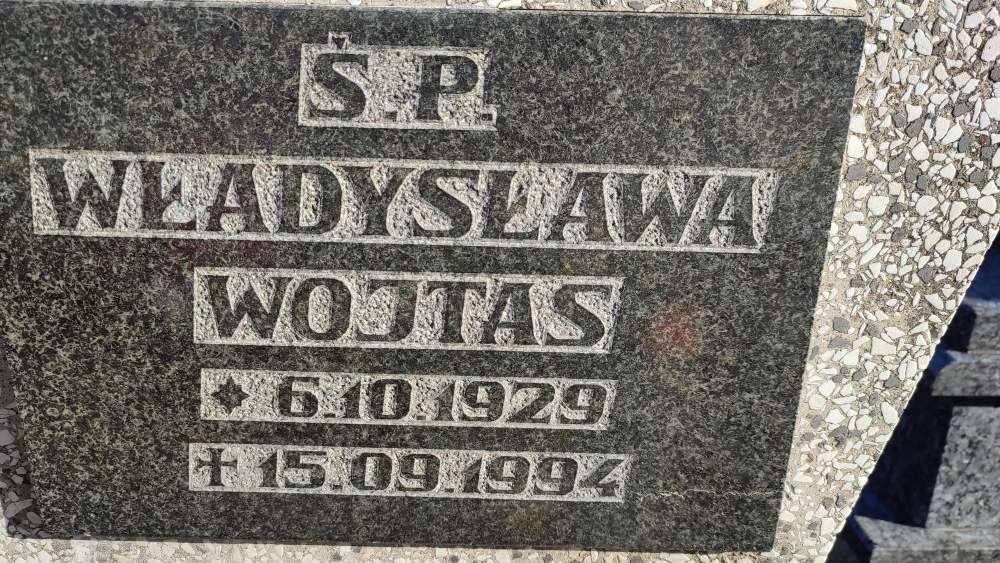 Ś.P.
WŁADYSŁAWA
WOJTAS
✦ 6.10.1929
✝ 15.09.1994